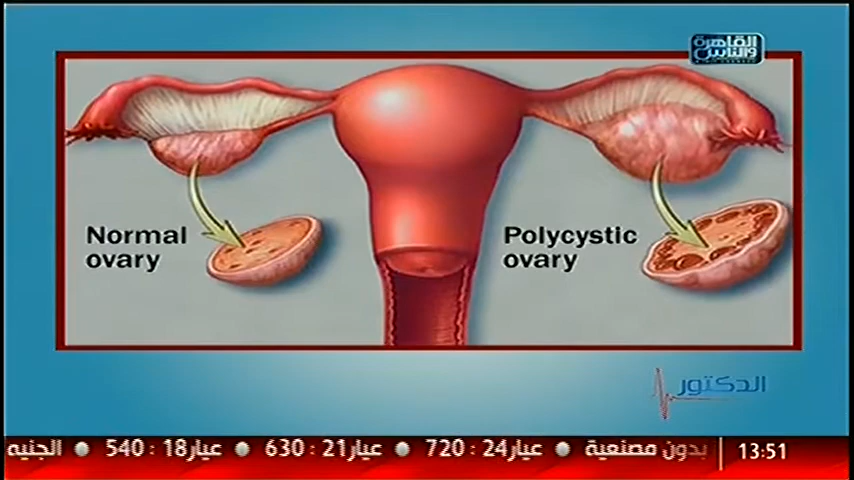 القاهرة
والناس
Normal
ovary
Polycystic
ovary
الدكتور
13:51
بدون مصنعية ● عيار24 : 720 ● عيار21 : 630 ● عيار18 : 540 ● الجنيه